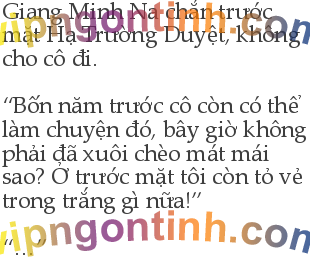 Giang Minh Na chắn trước
mặt Hạ Trường Duyệt, không
cho cô đi.
“Bốn năm trước cô còn có thể
làm chuyện đó, bây giờ không
phải đã xuôi chèo mát mái
sao? Ở trước mặt tôi còn tỏ vẻ
trong trắng gì nữa!”
“…”
vipngontinh.com
vipngontinh.com